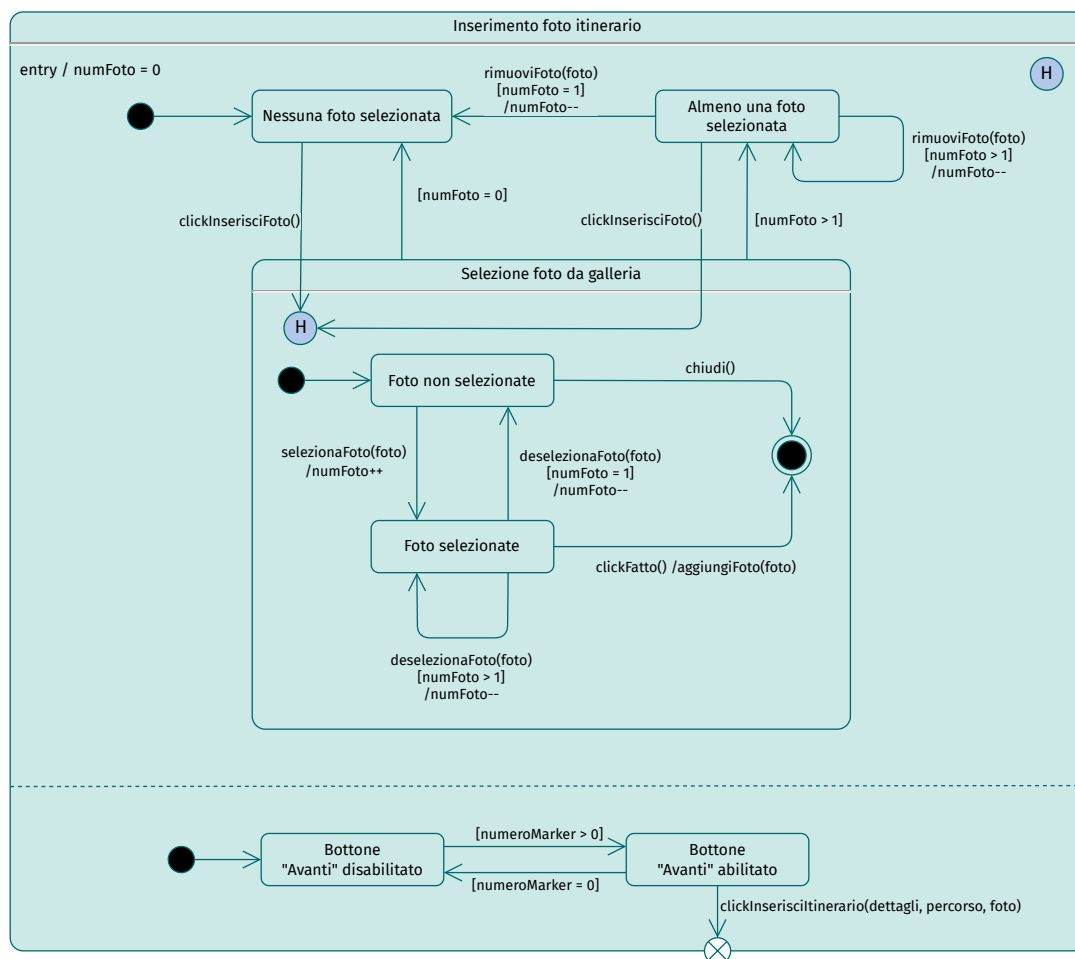 Inserimento foto itinerario
entry / numFoto = 0
H
rimuoviFoto(foto)
[numFoto = 1]
/numFoto--
Nessuna foto selezionata
Almeno una foto
selezionata
rimuoviFoto(foto)
[numFoto > 1]
/numFoto--
[numFoto = 0]
clickInserisciFoto()
clickInserisciFoto()
[numFoto > 1]
Selezione foto da galleria
H
Foto non selezionate
chiudi()
selezionaFoto(foto)
/numFoto++
deselezionaFoto(foto)
[numFoto = 1]
/numFoto--
Foto selezionate
clickFatto() /aggiungiFoto(foto)
deselezionaFoto(foto)
[numFoto > 1]
/numFoto--
Bottone
"Avanti" disabilitato
[numeroMarker > 0]
[numeroMarker = 0]
Bottone
"Avanti" abilitato
clickInserisciItinerario(dettagli, percorso, foto)